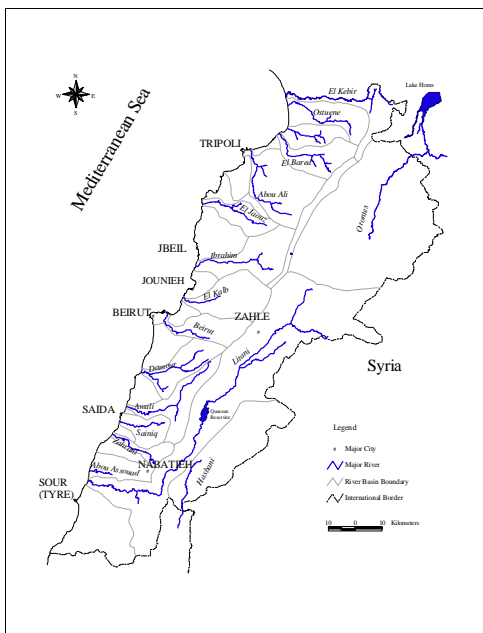 N
W
E
S
Mediterranean Sea
Lake Homs
El Kebir
Ostuene
TRIPOLI
El Bared
Abou Ali
El Jaouz
Orontes
JBEIL
Ibrahim
JOUNIEH
El Kalb
BEIRUT
ZAHLE
Beirut
Litani
Syria
Damour
Awali
SAIDA
Qaraoun
Reservior
Sainiq
Zahrani
NABATIEH
Abou Assouad
Hasbani
SOUR
(TYRE)
Legend
Major City
Major River
River Basin Boundary
International Border
10 0 10 Kilometers